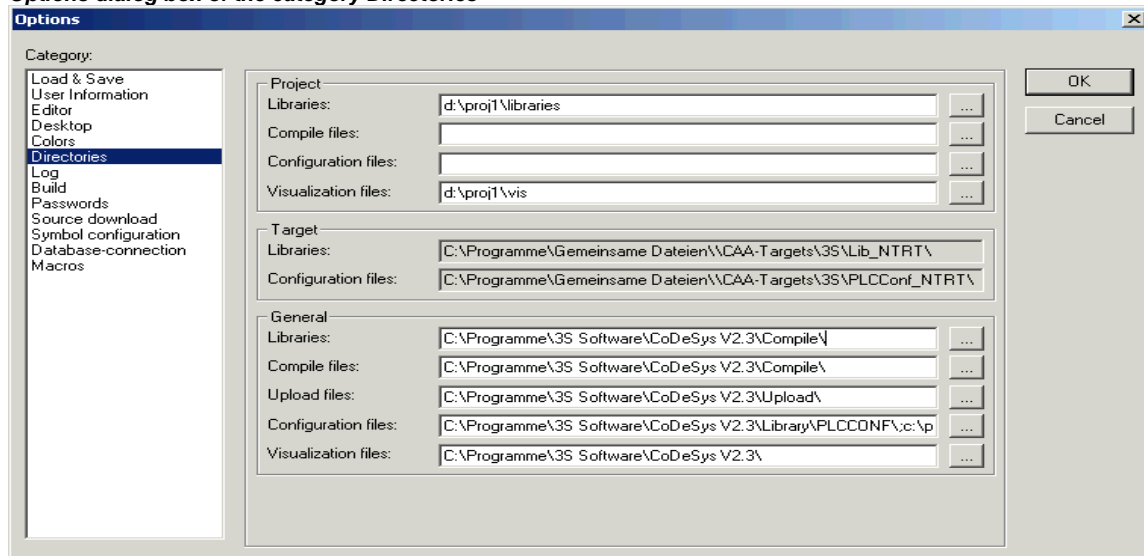 Options dialog box of the category Directories
Options
Category:
Load & Save
User Information
Editor
Desktop
Colors
Directories
Log
Build
Passwords
Source download
Symbol configuration
Database-connection
Macros
Project
Libraries: d:\proj1\libraries ...
Compile files: ...
Configuration files: ...
Visualization files: d:\proj1\vis ...
Target
Libraries: C:\Programme\Gemeinsame Dateien\\CAA-Targets\3S\Lib_NTRT\
Configuration files: C:\Programme\Gemeinsame Dateien\\CAA-Targets\3S\PLCConf_NTRT\
General
Libraries: C:\Programme\3S Software\CoDeSys V2.3\Compile\ ...
Compile files: C:\Programme\3S Software\CoDeSys V2.3\Compile\ ...
Upload files: C:\Programme\3S Software\CoDeSys V2.3\Upload\ ...
Configuration files: C:\Programme\3S Software\CoDeSys V2.3\Library\PLCCONF\;c:\p ...
Visualization files: C:\Programme\3S Software\CoDeSys V2.3\ ...
OK
Cancel